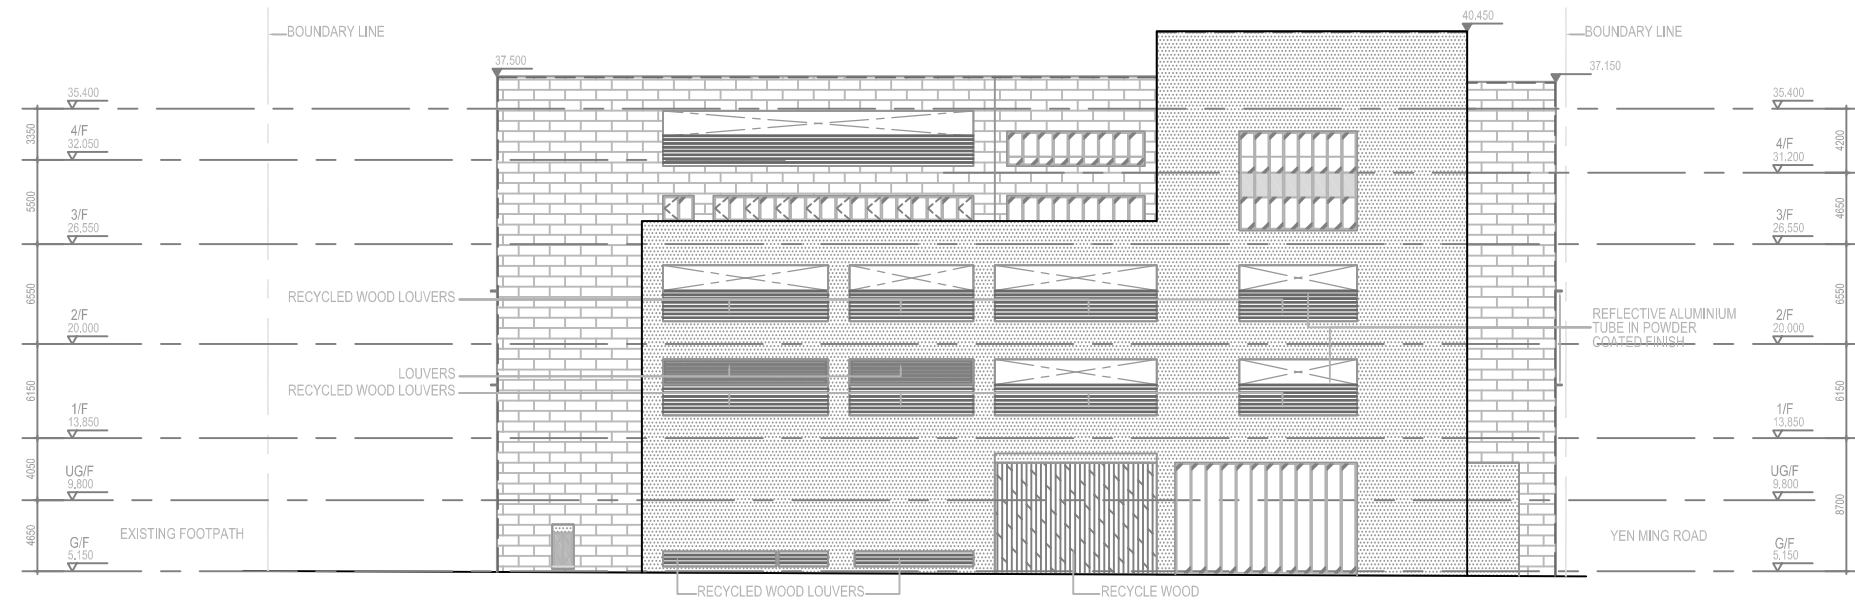 BOUNDARY LINE
40.450
BOUNDARY LINE
37.500
37.150
35.400
35.400
3350
4/F
32.050
4200
4/F
31,200
5500
3/F
26,550
4650
3/F
26,550
RECYCLED WOOD LOUVERS
6550
6550
REFLECTIVE ALUMINIUM
TUBE IN POWDER
COATED FINISH
2/F
20,000
2/F
20,000
LOUVERS
RECYCLED WOOD LOUVERS
6150
6150
1/F
13,850
1/F
13,850
4050
UG/F
9,800
UG/F
9,800
8700
EXISTING FOOTPATH
YEN MING ROAD
4650
G/F
5,150
G/F
5,150
RECYCLED WOOD LOUVERS
RECYCLE WOOD